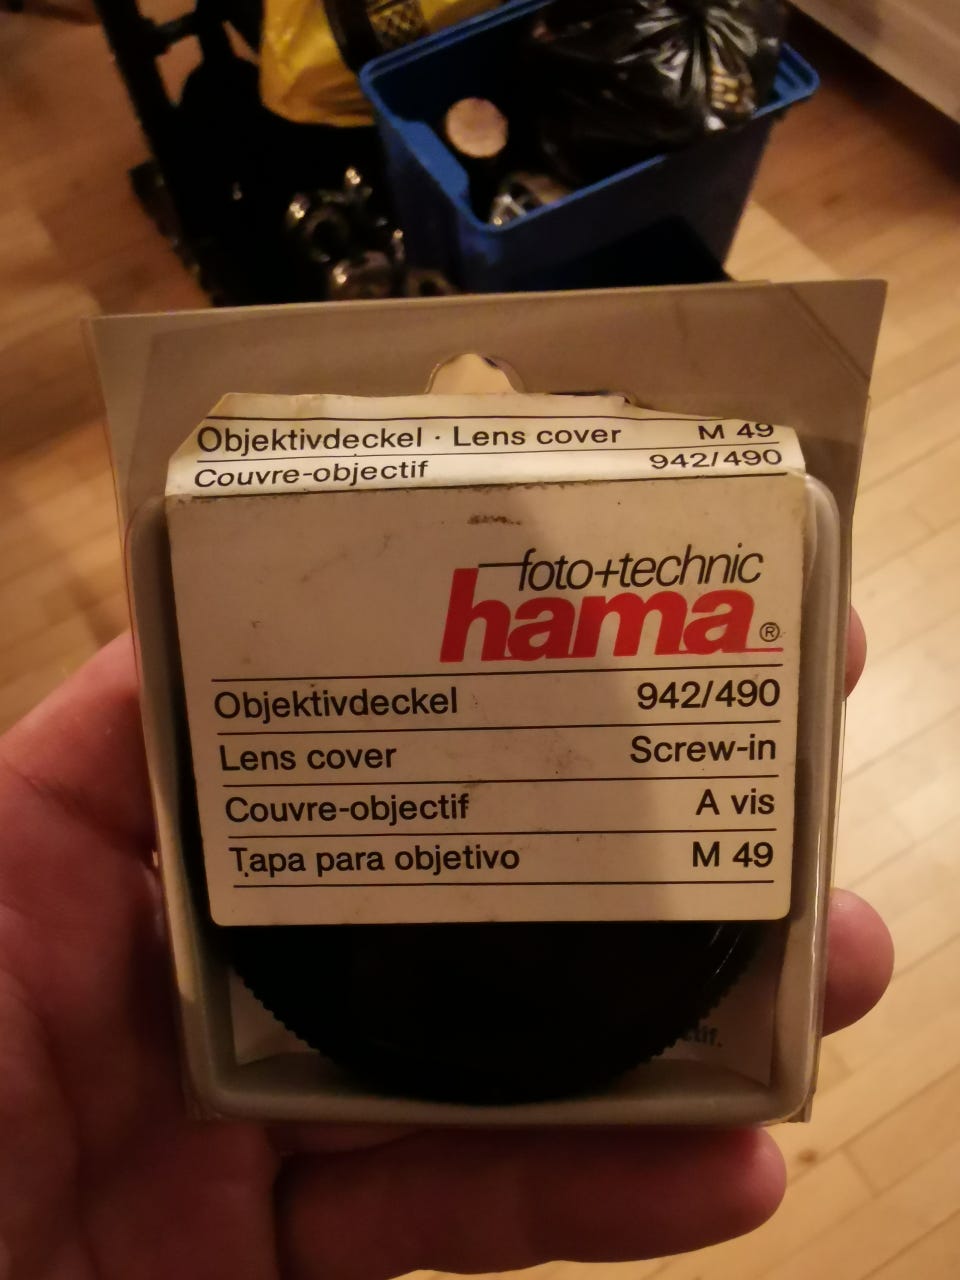 Objektivdeckel · Lens cover M 49
Couvre-objectif 942/490
foto+technic
hama®
Objektivdeckel 942/490
Lens cover Screw-in
Couvre-objectif A vis
Tapa para objetivo M 49